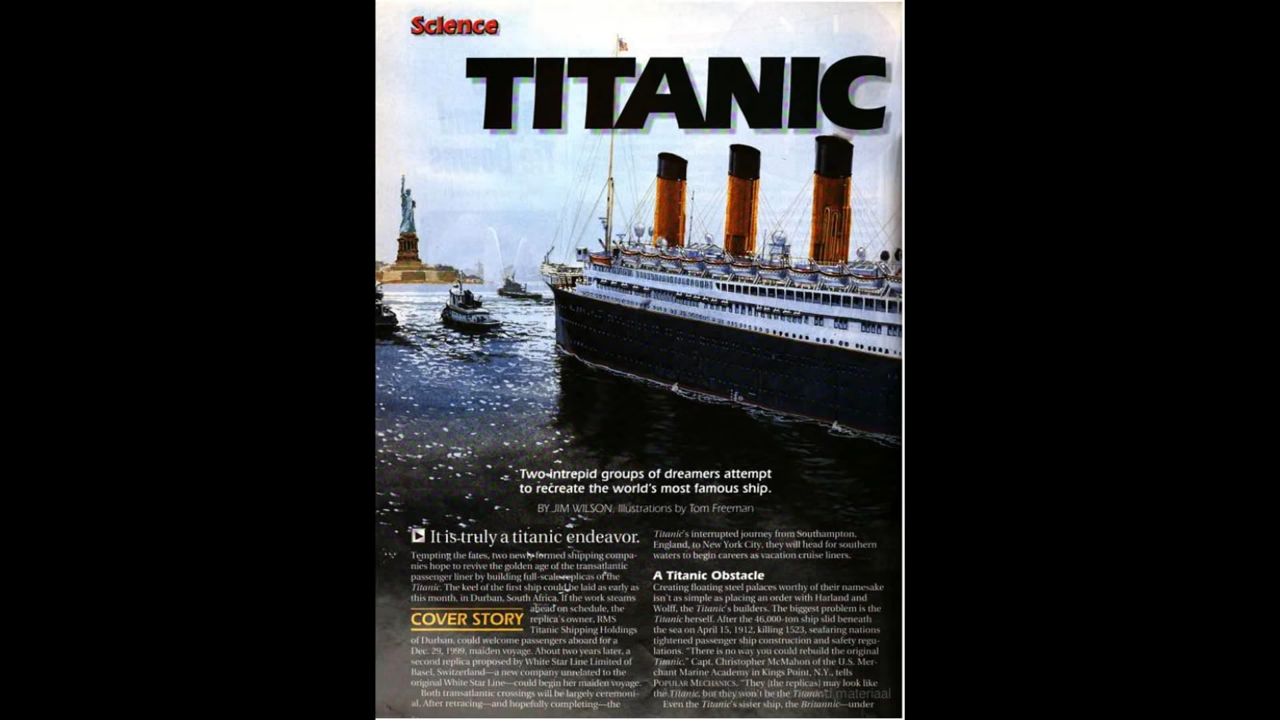 Science
TITANIC
Two intrepid groups of dreamers attempt
to recreate the world's most famous ship.
BY JIM WILSON, Illustrations by Tom Freeman
It is truly a titanic endeavor.
Tempting the fates, two newly formed shipping compa-
nies hope to revive the golden age of the transatlantic
passenger liner by building full-scale replicas of the
Titanic. The keel of the first ship could be laid as early as
this month, in Durban, South Africa. If the work steams
ahead on schedule, the
COVER STORY
replica's owner, RMS
Titanic Shipping Holdings
of Durban, could welcome passengers aboard for a
Dec. 29, 1999, maiden voyage. About two years later, a
second replica proposed by White Star Line Limited of
Basel, Switzerland—a new company unrelated to the
original White Star Line—could begin her maiden voyage.
Both transatlantic crossings will be largely ceremoni-
al. After retracing—and hopefully completing—the
Titanic's interrupted journey from Southampton,
England, to New York City, they will head for southern
waters to begin careers as vacation cruise liners.
A Titanic Obstacle
Creating floating steel palaces worthy of their namesake
isn't as simple as placing an order with Harland and
Wolff, the Titanic's builders. The biggest problem is the
Titanic herself. After the 46,000-ton ship slid beneath
the sea on April 15, 1912, killing 1523, seafaring nations
tightened passenger ship construction and safety regu-
lations. "There is no way you could rebuild the original
Titanic," Capt. Christopher McMahon of the U.S. Mer-
chant Marine Academy in Kings Point, N.Y., tells
POPULAR MECHANICS. "They (the replicas) may look like
the Titanic, but they won't be the Titanic."
Even the Titanic's sister ship, the Britannic—under
materiaal